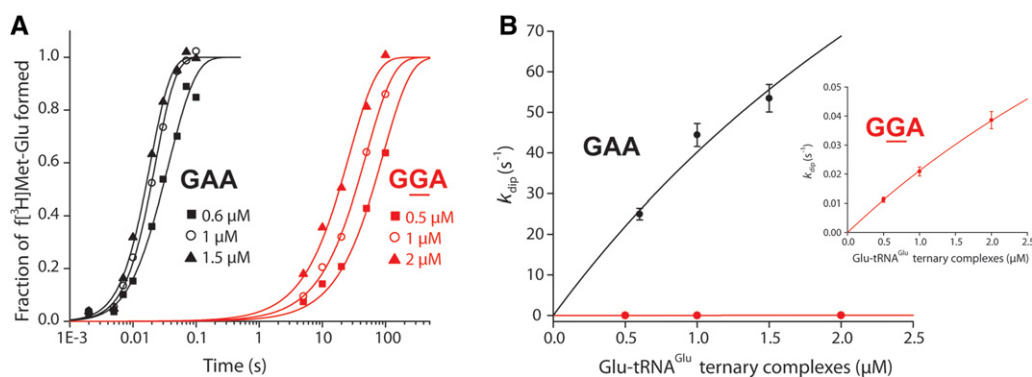 A
Fraction of f[³H]Met-Glu formed
1.0
0.8
0.6
0.4
0.2
0.0
GAA
■ 0.6 µM
○ 1 µM
▲ 1.5 µM
GGA
■ 0.5 µM
○ 1 µM
▲ 2 µM
1E-3 0.01 0.1 1 10 100
Time (s)
B
k_dip (s⁻¹)
70
60
50
40
30
20
10
0
GAA
0.0 0.5 1.0 1.5 2.0 2.5
Glu-tRNA^Glu ternary complexes (µM)
k_dip (s⁻¹)
0.05
0.04
0.03
0.02
0.01
0.00
GGA
0.0 0.5 1.0 1.5 2.0 2.5
Glu-tRNA^Glu ternary complexes (µM)